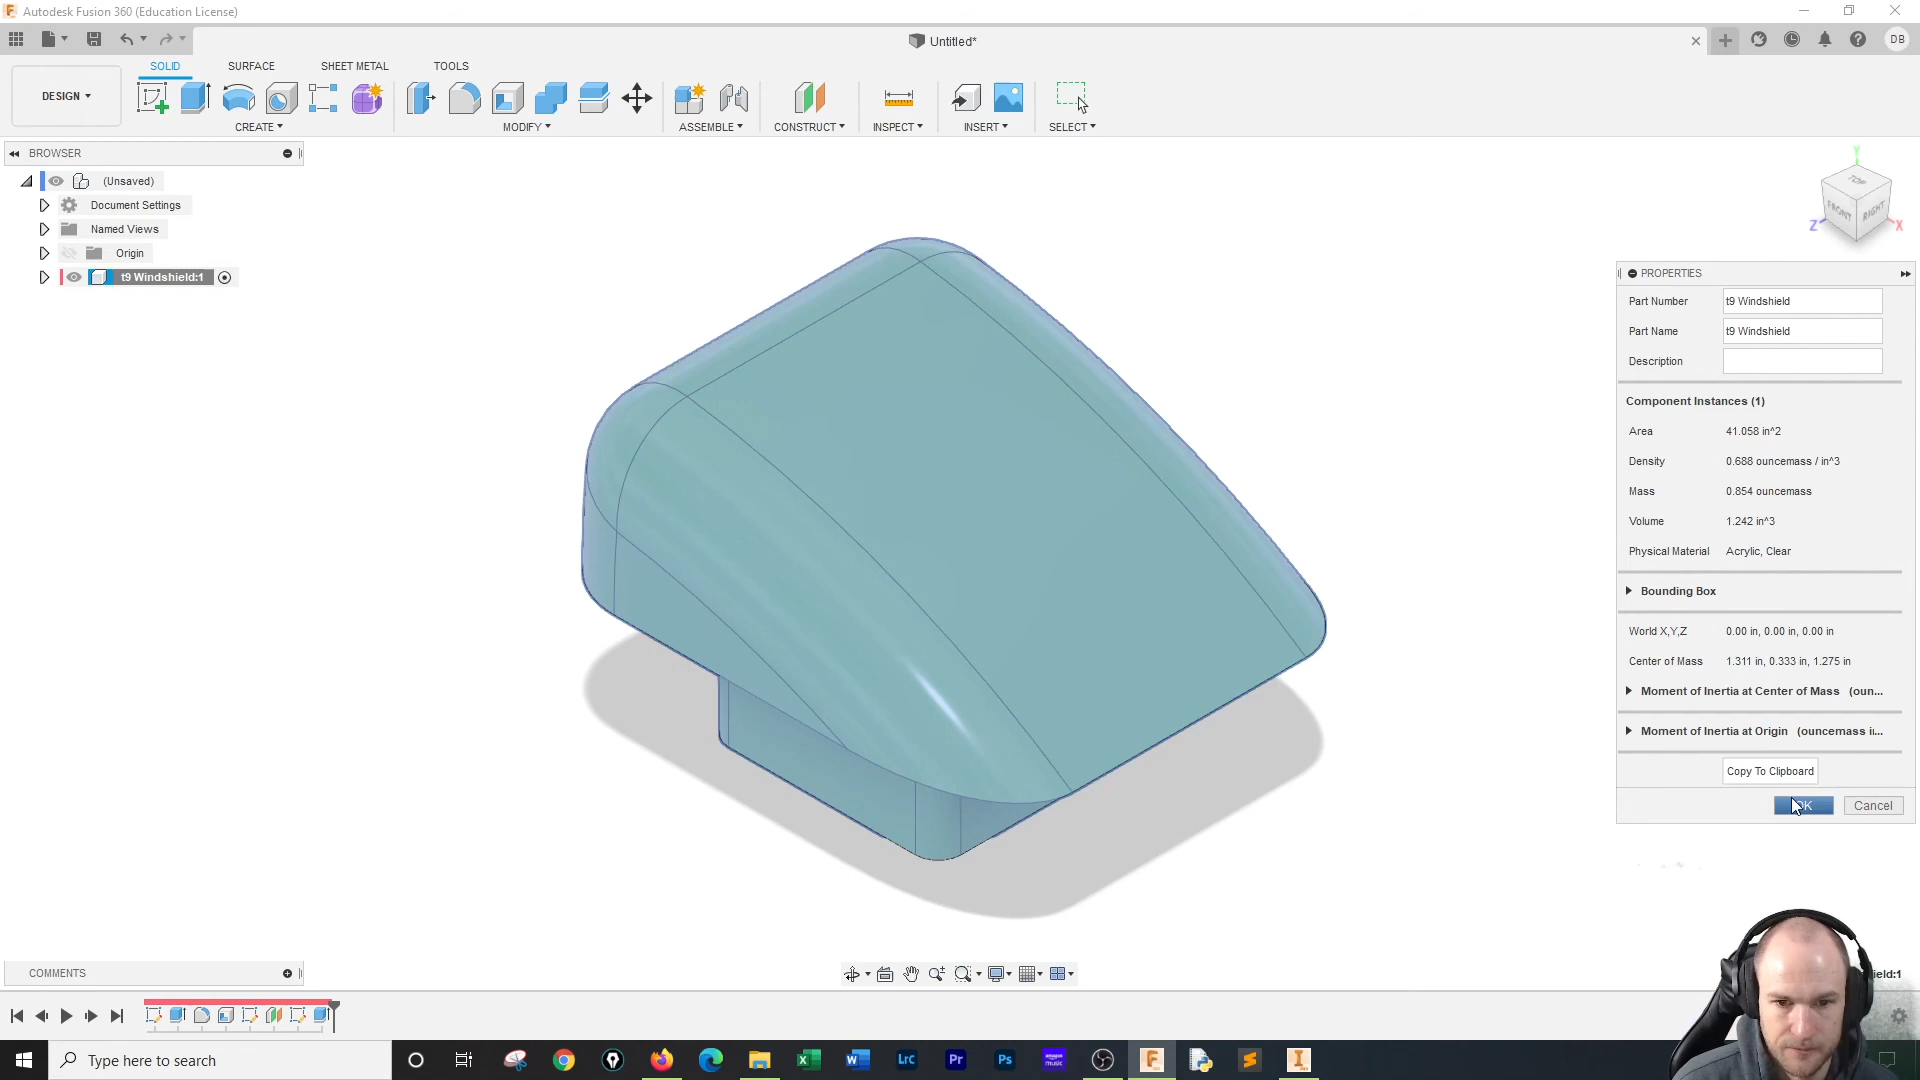 Autodesk Fusion 360 (Education License)
Untitled*
DB
DESIGN
SOLID
SURFACE
SHEET METAL
TOOLS
CREATE
MODIFY
ASSEMBLE
CONSTRUCT
INSPECT
INSERT
SELECT
BROWSER
(Unsaved)
Document Settings
Named Views
Origin
t9 Windshield:1
Y
TOP
FRONT
RIGHT
Z
X
PROPERTIES
Part Number t9 Windshield
Part Name t9 Windshield
Description
Component Instances (1)
Area 41.058 in^2
Density 0.688 ouncemass / in^3
Mass 0.854 ouncemass
Volume 1.242 in^3
Physical Material Acrylic, Clear
Bounding Box
World X,Y,Z 0.00 in, 0.00 in, 0.00 in
Center of Mass 1.311 in, 0.333 in, 1.275 in
Moment of Inertia at Center of Mass (oun...
Moment of Inertia at Origin (ouncemass i...
Copy To Clipboard
OK Cancel
COMMENTS
ield:1
Type here to search
Lrc
Pr
Ps
amazon music